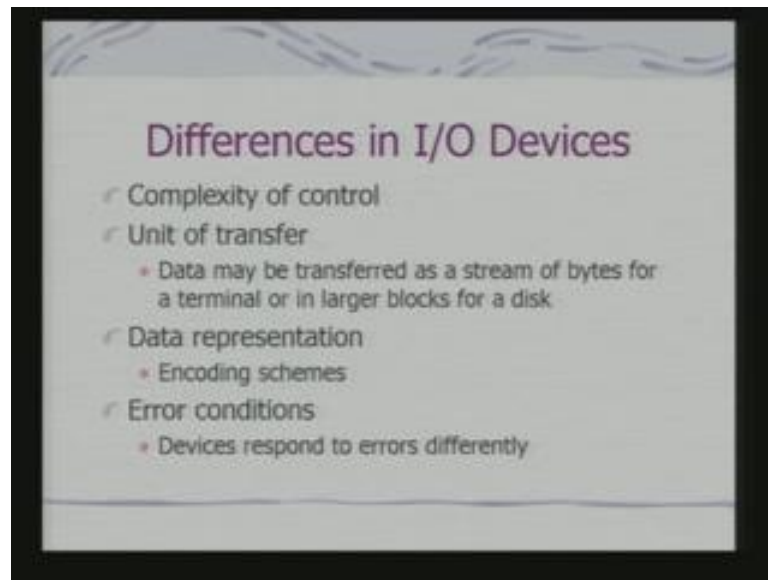 Differences in I/O Devices
Complexity of control
Unit of transfer
Data may be transferred as a stream of bytes for
a terminal or in larger blocks for a disk
Data representation
Encoding schemes
Error conditions
Devices respond to errors differently